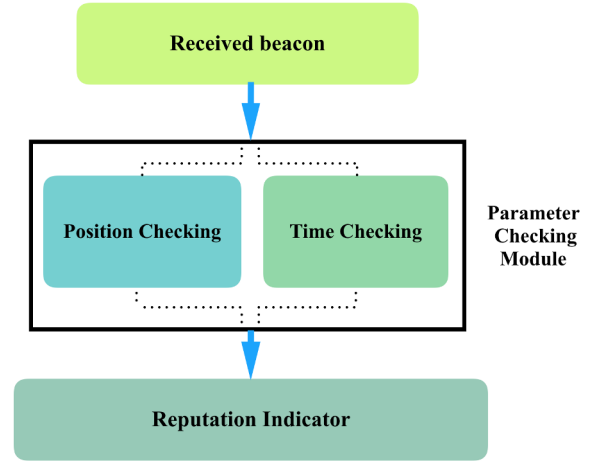 Received beacon
Position Checking
Time Checking
Parameter
Checking
Module
Reputation Indicator